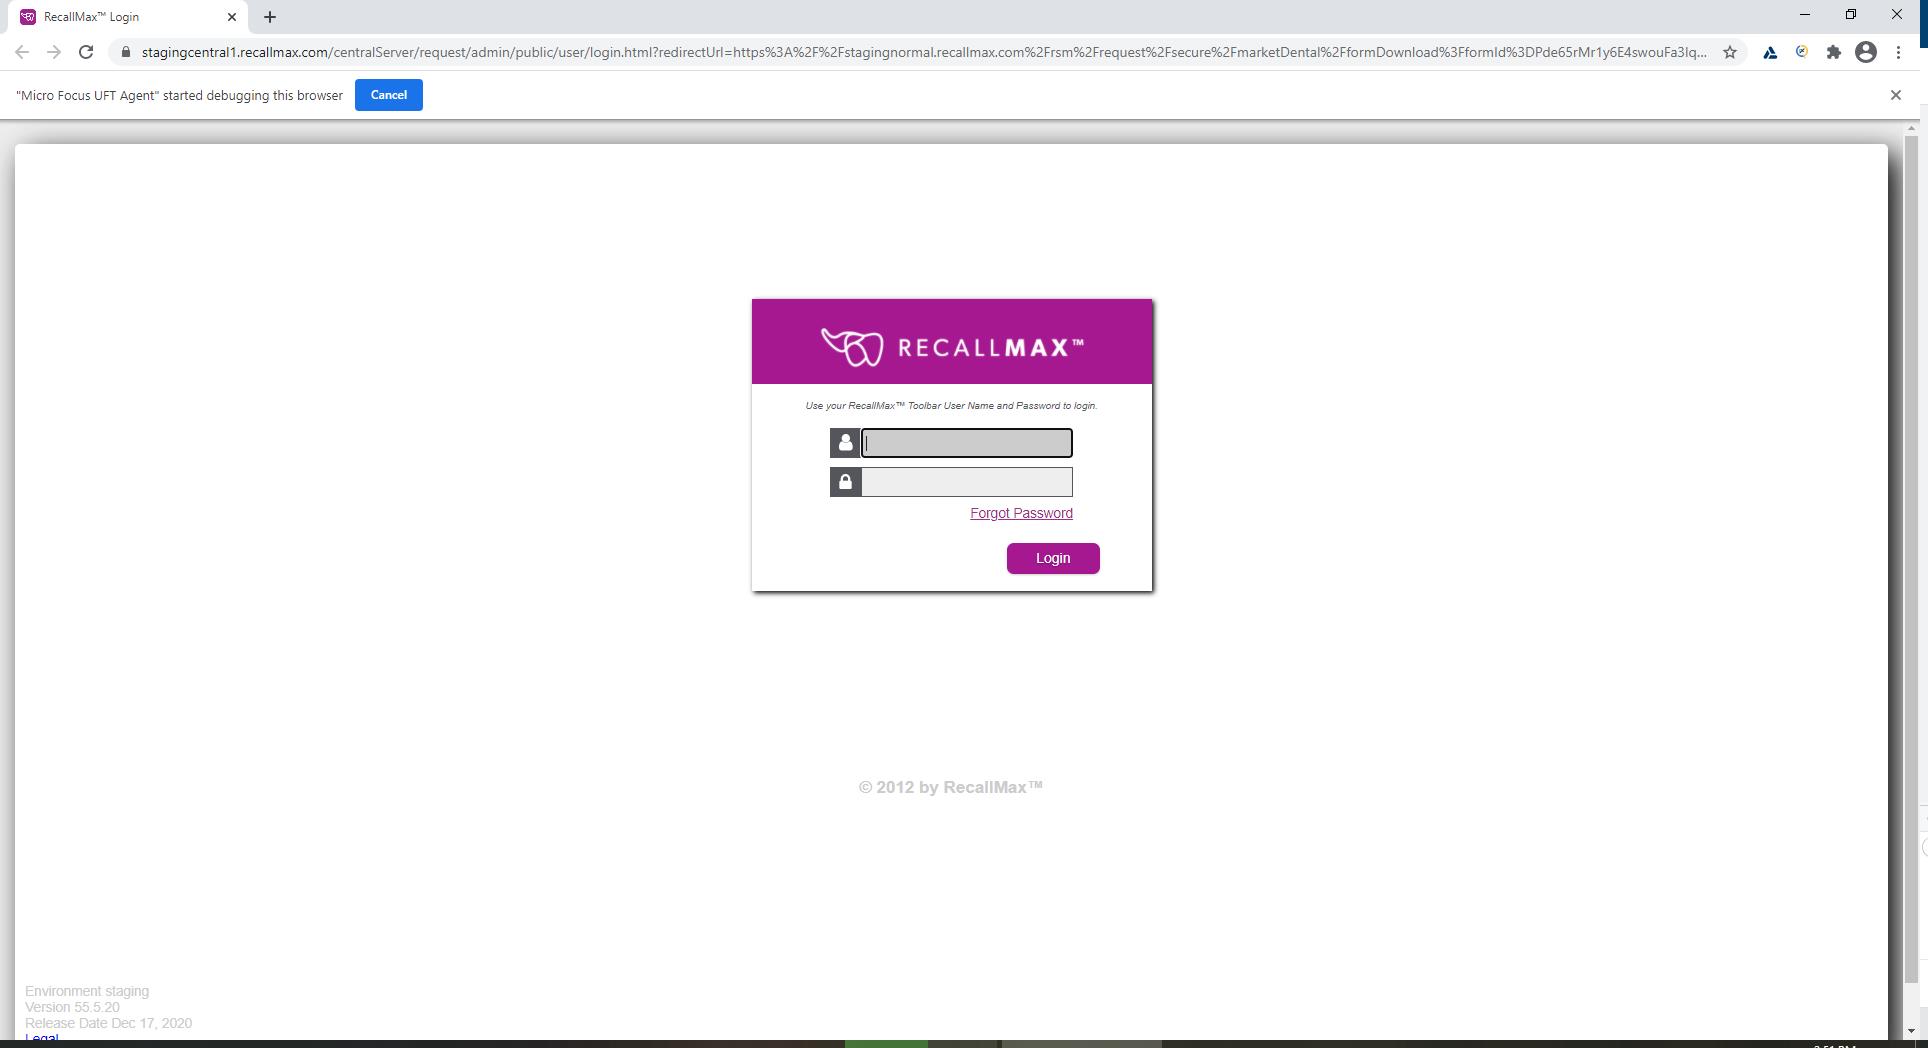 RecallMax™ Login
stagingcentral1.recallmax.com/centralServer/request/admin/public/user/login.html?redirectUrl=https%3A%2F%2Fstagingnormal.recallmax.com%2Frsm%2Frequest%2Fsecure%2FmarketDental%2FformDownload%3FformId%3DPde65rMr1y6E4swouFa3lq...
"Micro Focus UFT Agent" started debugging this browser
Cancel
RECALLMAX™
Use your RecallMax™ Toolbar User Name and Password to login.
Forgot Password
Login
© 2012 by RecallMax™
Environment staging
Version 55.5.20
Release Date Dec 17, 2020
Legal